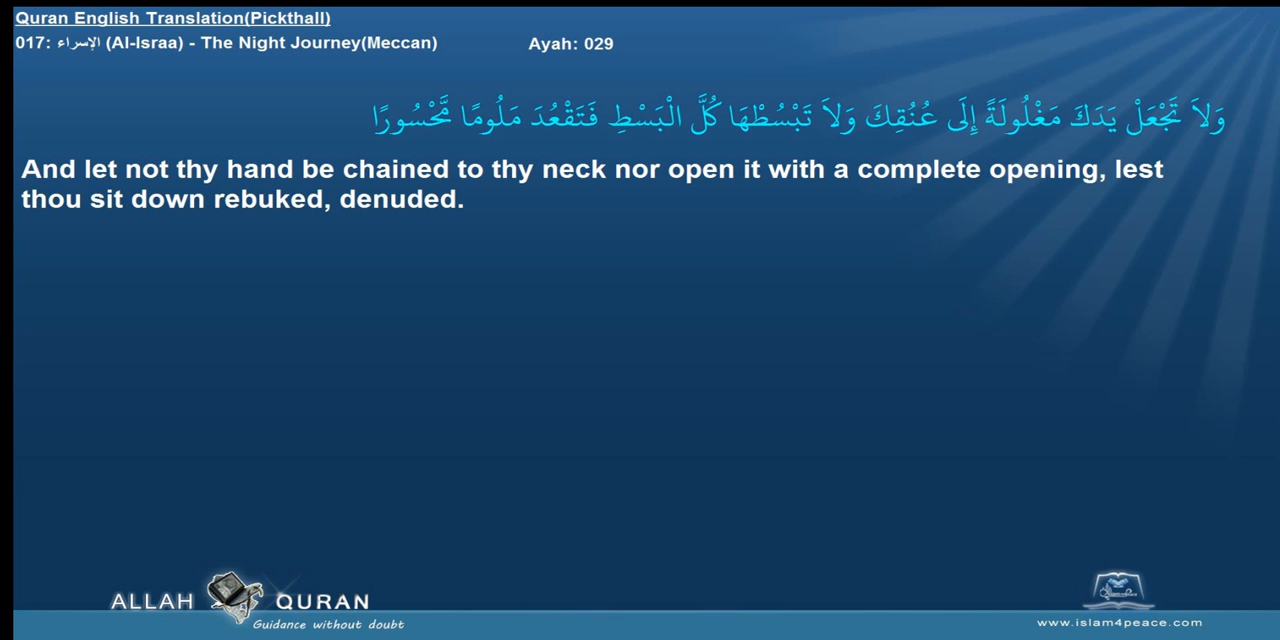 Quran English Translation(Pickthall)
017: الإسراء (Al-Israa) - The Night Journey(Meccan) Ayah: 029
وَلاَ تَجْعَلْ يَدَكَ مَغْلُولَةً إِلَى عُنُقِكَ وَلاَ تَبْسُطْهَا كُلَّ الْبَسْطِ فَتَقْعُدَ مَلُومًا مَّحْسُورًا
And let not thy hand be chained to thy neck nor open it with a complete opening, lest
thou sit down rebuked, denuded.
ALLAH QURAN
Guidance without doubt
www.islam4peace.com